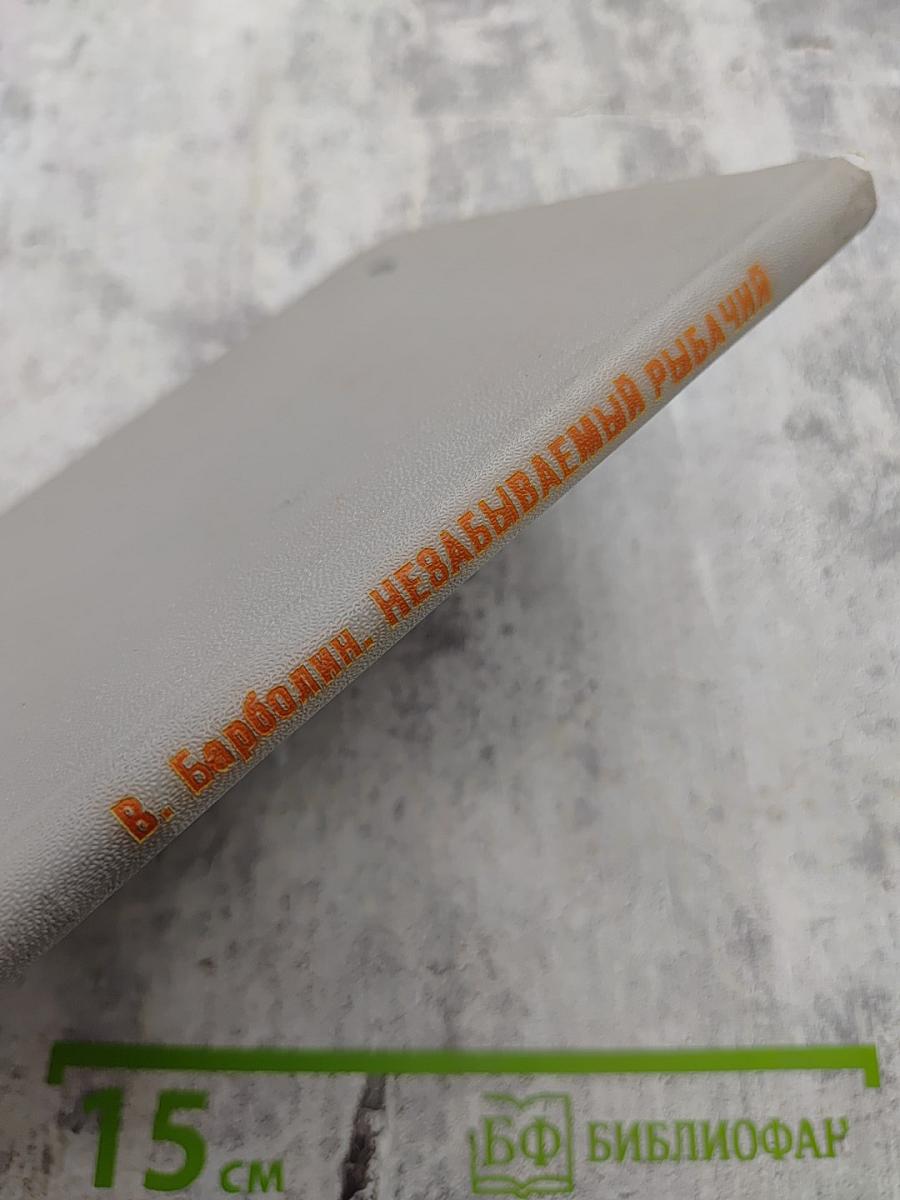 В. Барболин. НЕЗАБЫВАЕМЫЙ РЫБАЧИЙ
15 см
БФ БИБЛИОФАН